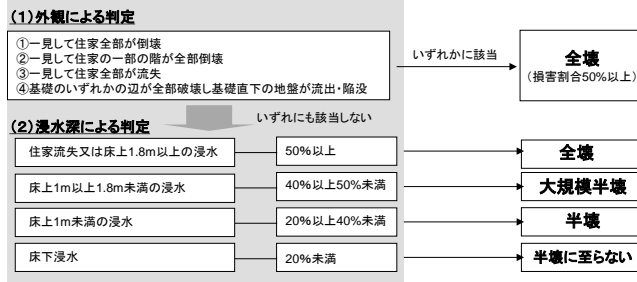 (1)外観による判定
①一見して住家全部が倒壊
②一見して住家の一部の階が全部倒壊
③一見して住家全部が流失
④基礎のいずれかの辺が全部破壊し基礎直下の地盤が流出・陥没
いずれかに該当
全壊
(損害割合50%以上)
いずれにも該当しない
(2)浸水深による判定
住家流失又は床上1.8m以上の浸水
50%以上
全壊
床上1m以上1.8m未満の浸水
40%以上50%未満
大規模半壊
床上1m未満の浸水
20%以上40%未満
半壊
床下浸水
20%未満
半壊に至らない